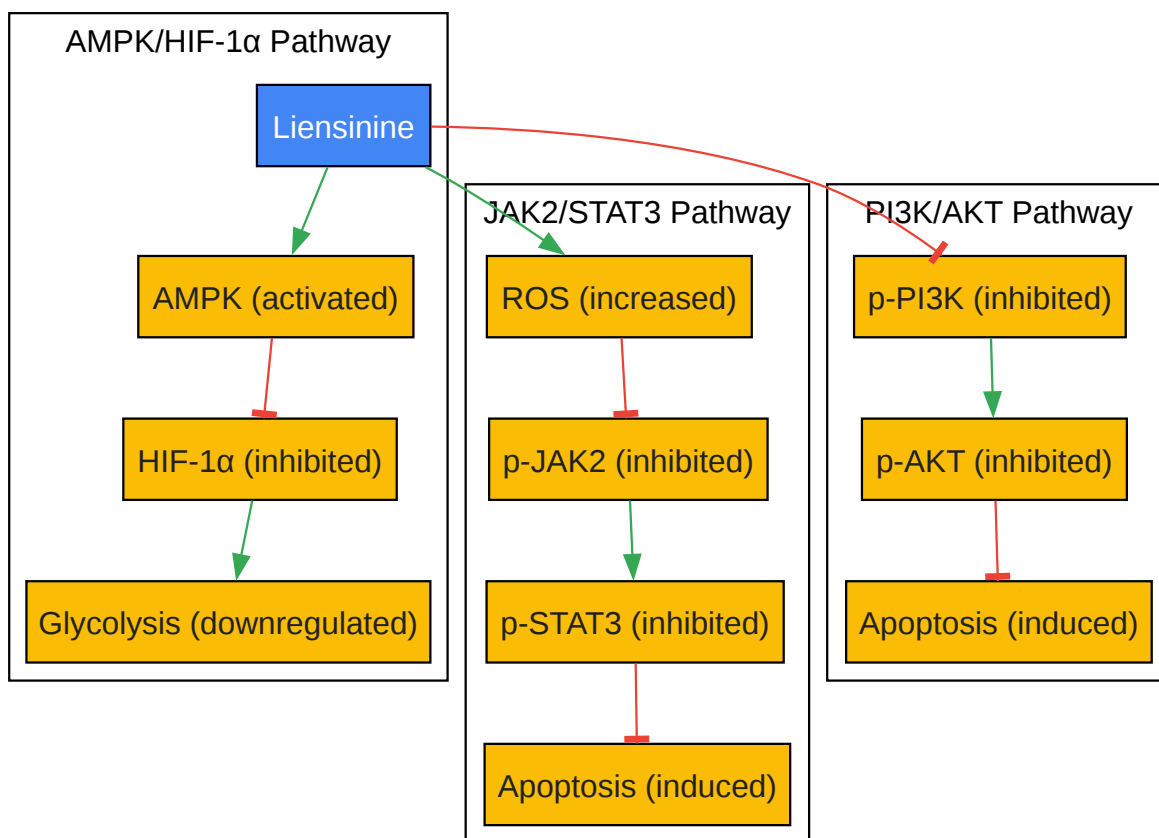 AMPK/HIF-1α Pathway
Liensinine
AMPK (activated)
HIF-1α (inhibited)
Glycolysis (downregulated)
JAK2/STAT3 Pathway
ROS (increased)
p-JAK2 (inhibited)
p-STAT3 (inhibited)
Apoptosis (induced)
PI3K/AKT Pathway
p-PI3K (inhibited)
p-AKT (inhibited)
Apoptosis (induced)